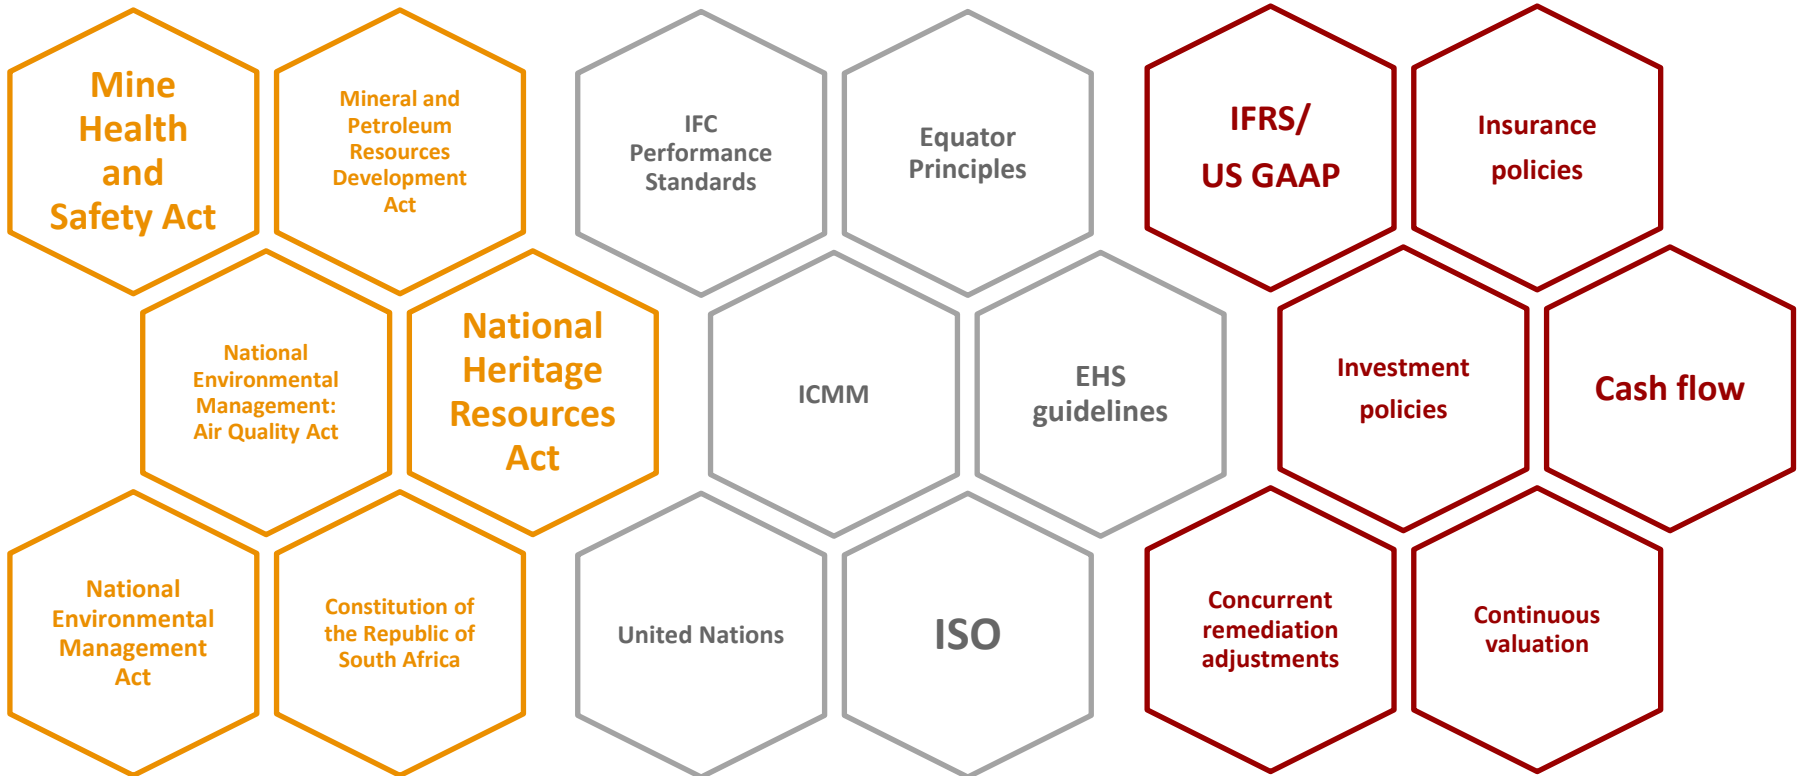 Mine
Health
and
Safety Act
Mineral and
Petroleum
Resources
Development
Act
IFC
Performance
Standards
Equator
Principles
IFRS/
US GAAP
Insurance
policies
National
Environmental
Management:
Air Quality Act
National
Heritage
Resources
Act
ICMM
EHS
guidelines
Investment
policies
Cash flow
National
Environmental
Management
Act
Constitution of
the Republic of
South Africa
United Nations
ISO
Concurrent
remediation
adjustments
Continuous
valuation